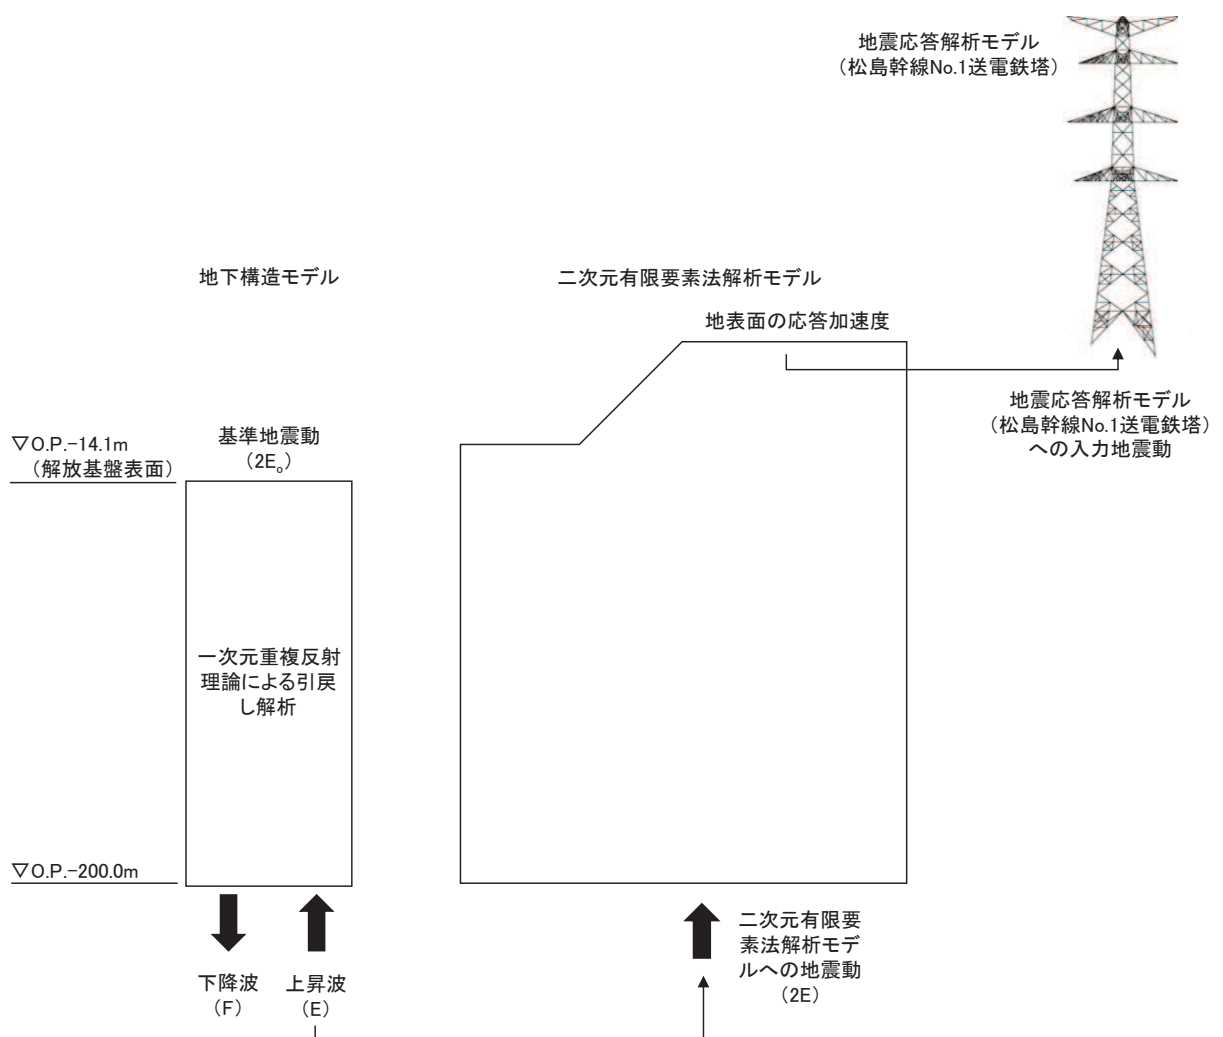 地震応答解析モデル
（松島幹線No.1送電鉄塔）
地下構造モデル
二次元有限要素法解析モデル
地表面の応答加速度
地震応答解析モデル
（松島幹線No.1送電鉄塔）
への入力地震動
▽O.P.-14.1m
（解放基盤表面）
基準地震動
（2E₀）
一次元重複反射
理論による引戻
し解析
▽O.P.-200.0m
下降波
（F）
上昇波
（E）
二次元有限要
素法解析モデ
ルへの地震動
（2E）